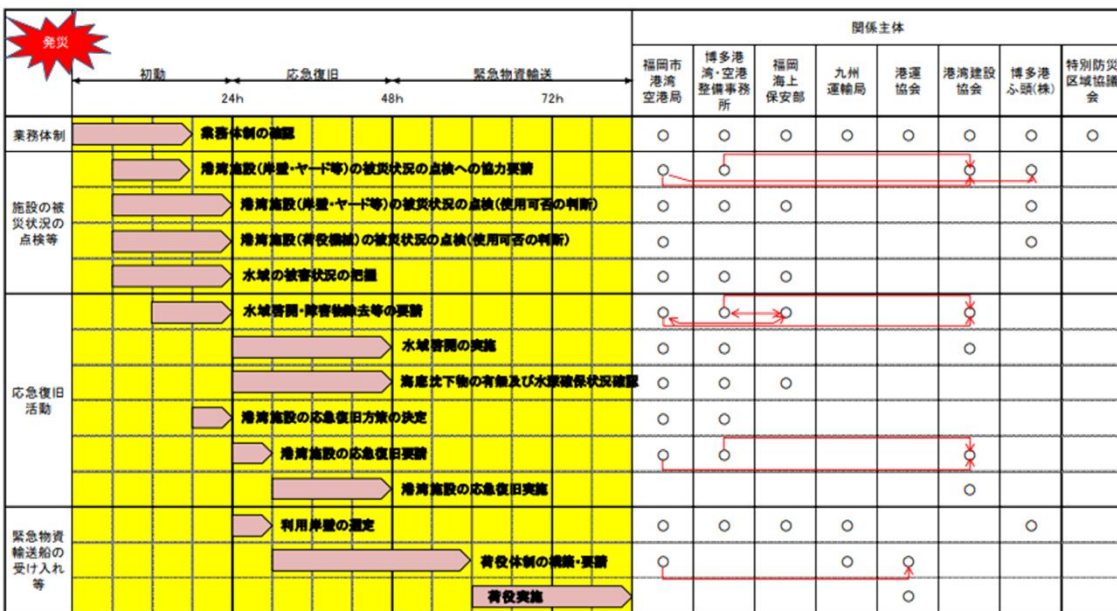 発災
初動
応急復旧
緊急物資輸送
24h
48h
72h
関係主体
福岡市
港湾
空港局
博多港
湾・空港
整備事務
所
福岡
海上
保安部
九州
運輸局
港運
協会
港湾建設
協会
博多港
ふ頭(株)
特別防災
区域協議
会
業務体制
業務体制の確認
○ ○ ○ ○ ○ ○ ○ ○
施設の被
災状況の
点検等
港湾施設(岸壁・ヤード等)の被災状況の点検への協力要請
○ ○ ○ ○
港湾施設(岸壁・ヤード等)の被災状況の点検(使用可否の判断)
○ ○ ○ ○
港湾施設(荷役機械)の被災状況の点検(使用可否の判断)
○ ○
水域の被害状況の把握
○ ○ ○
応急復旧
活動
水域啓開・障害物除去等の要請
○ ○ ○ ○
水域啓開の実施
○ ○ ○
海底沈下物の有無及び水深確保状況確認
○ ○ ○
港湾施設の応急復旧方策の決定
○ ○
港湾施設の応急復旧要請
○ ○ ○
港湾施設の応急復旧実施
○
緊急物資
輸送船の
受け入れ
等
利用岸壁の選定
○ ○ ○ ○ ○
荷役体制の構築・要請
○ ○ ○
荷役実施
○